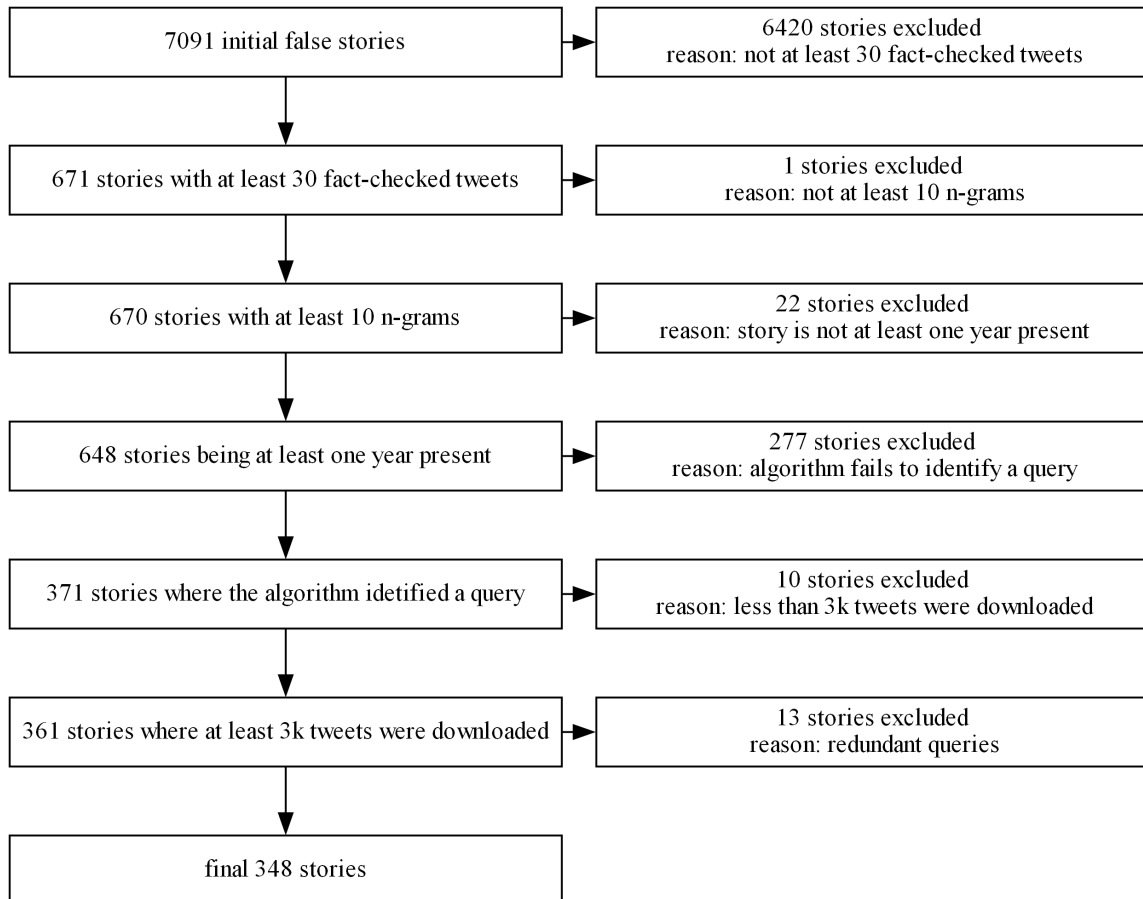 7091 initial false stories
6420 stories excluded
reason: not at least 30 fact-checked tweets
671 stories with at least 30 fact-checked tweets
1 stories excluded
reason: not at least 10 n-grams
670 stories with at least 10 n-grams
22 stories excluded
reason: story is not at least one year present
648 stories being at least one year present
277 stories excluded
reason: algorithm fails to identify a query
371 stories where the algorithm idetified a query
10 stories excluded
reason: less than 3k tweets were downloaded
361 stories where at least 3k tweets were downloaded
13 stories excluded
reason: redundant queries
final 348 stories